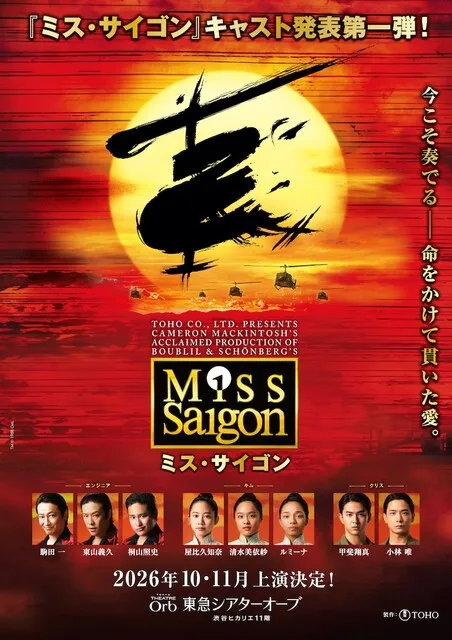 『ミス・サイゴン』キャスト発表第一弾！
今こそ奏でる――命をかけて貫いた愛。
TOHO CO., LTD. PRESENTS
CAMERON MACKINTOSH'S
ACCLAIMED PRODUCTION OF
BOUBLIL & SCHÖNBERG'S
MISS
Saigon
ミス・サイゴン
エンジニア
駒田 一
東山義久
桐山照史
キム
屋比久知奈
清水美依紗
ルミーナ
クリス
甲斐翔真
小林 唯
2026年10・11月上演決定！
TOKYU
THEATRE
Orb
東急シアターオーブ
渋谷ヒカリエ11階
製作：TOHO